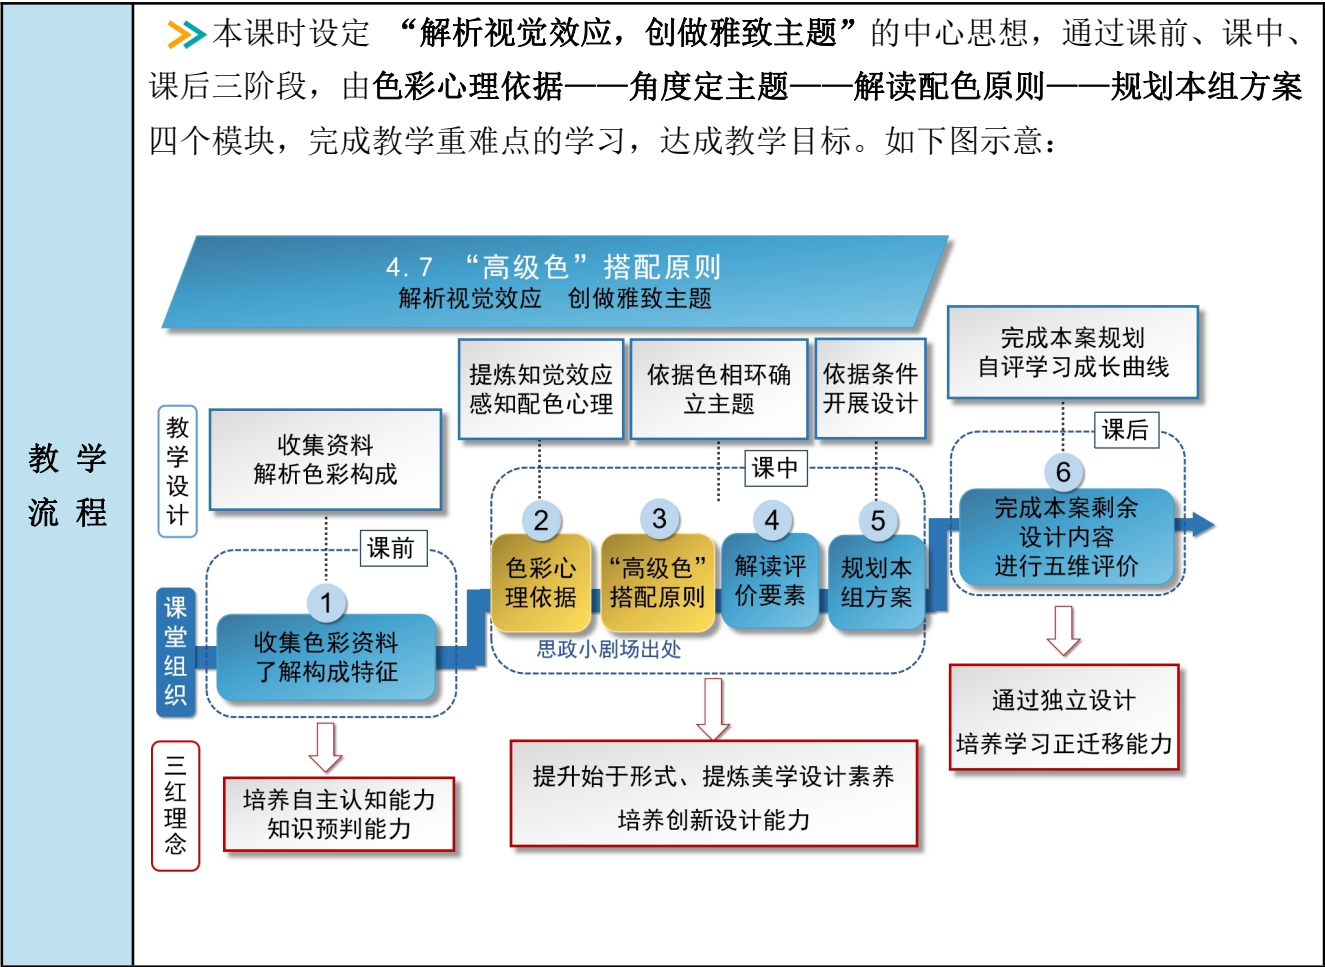 教 学
流 程
本课时设定 “解析视觉效应，创做雅致主题”的中心思想，通过课前、课中、
课后三阶段，由色彩心理依据——角度定主题——解读配色原则——规划本组方案
四个模块，完成教学重难点的学习，达成教学目标。如下图示意：
4.7 “高级色”搭配原则
解析视觉效应 创做雅致主题
教
学
设
计
收集资料
解析色彩构成
提炼知觉效应
感知配色心理
依据色相环确
立主题
依据条件
开展设计
完成本案规划
自评学习成长曲线
课前
课中
课后
课
堂
组
织
1
收集色彩资料
了解构成特征
2
色彩心
理依据
3
“高级色”
搭配原则
4
解读评
价要素
5
规划本
组方案
思政小剧场出处
6
完成本案剩余
设计内容
进行五维评价
三
红
理
念
培养自主认知能力
知识预判能力
提升始于形式、提炼美学设计素养
培养创新设计能力
通过独立设计
培养学习正迁移能力